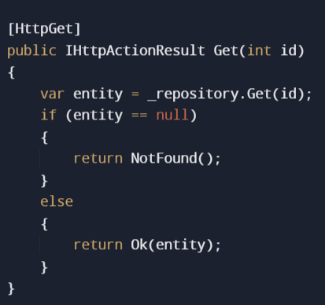 [HttpGet]
public IHttpActionResult Get(int id)
{
    var entity = _repository.Get(id);
    if (entity == null)
    {
        return NotFound();
    }
    else
    {
        return Ok(entity);
    }
}